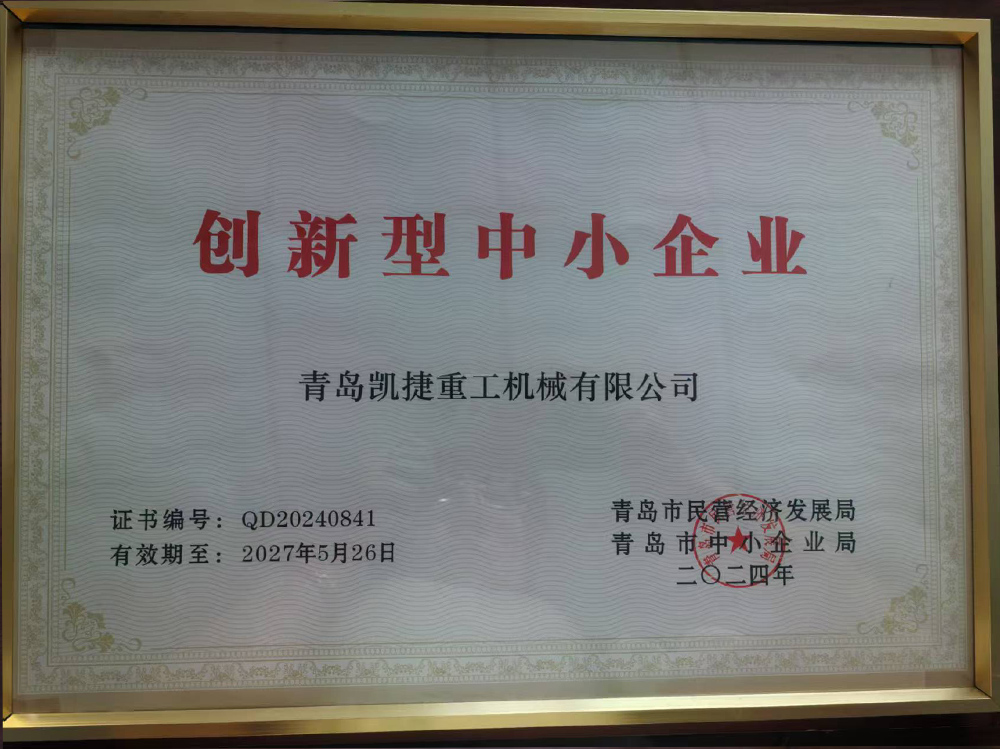 创新型中小企业
青岛凯捷重工机械有限公司
证书编号：QD20240841
有效期至：2027年5月26日
青岛市民营经济发展局
青岛市中小企业局
二〇二四年